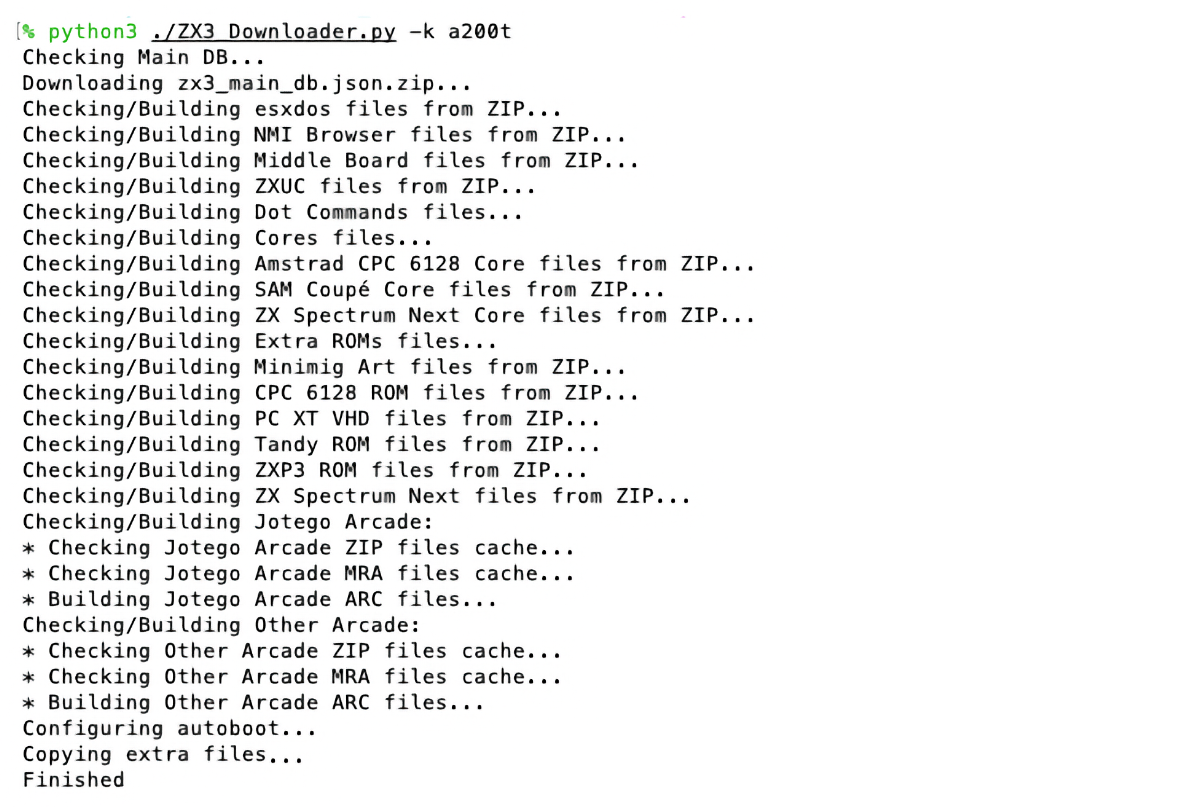 [% python3 ./ZX3_Downloader.py -k a200t
Checking Main DB...
Downloading zx3_main_db.json.zip...
Checking/Building esxdos files from ZIP...
Checking/Building NMI Browser files from ZIP...
Checking/Building Middle Board files from ZIP...
Checking/Building ZXUC files from ZIP...
Checking/Building Dot Commands files...
Checking/Building Cores files...
Checking/Building Amstrad CPC 6128 Core files from ZIP...
Checking/Building SAM Coupé Core files from ZIP...
Checking/Building ZX Spectrum Next Core files from ZIP...
Checking/Building Extra ROMs files...
Checking/Building Minimig Art files from ZIP...
Checking/Building CPC 6128 ROM files from ZIP...
Checking/Building PC XT VHD files from ZIP...
Checking/Building Tandy ROM files from ZIP...
Checking/Building ZXP3 ROM files from ZIP...
Checking/Building ZX Spectrum Next files from ZIP...
Checking/Building Jotego Arcade:
* Checking Jotego Arcade ZIP files cache...
* Checking Jotego Arcade MRA files cache...
* Building Jotego Arcade ARC files...
Checking/Building Other Arcade:
* Checking Other Arcade ZIP files cache...
* Checking Other Arcade MRA files cache...
* Building Other Arcade ARC files...
Configuring autoboot...
Copying extra files...
Finished